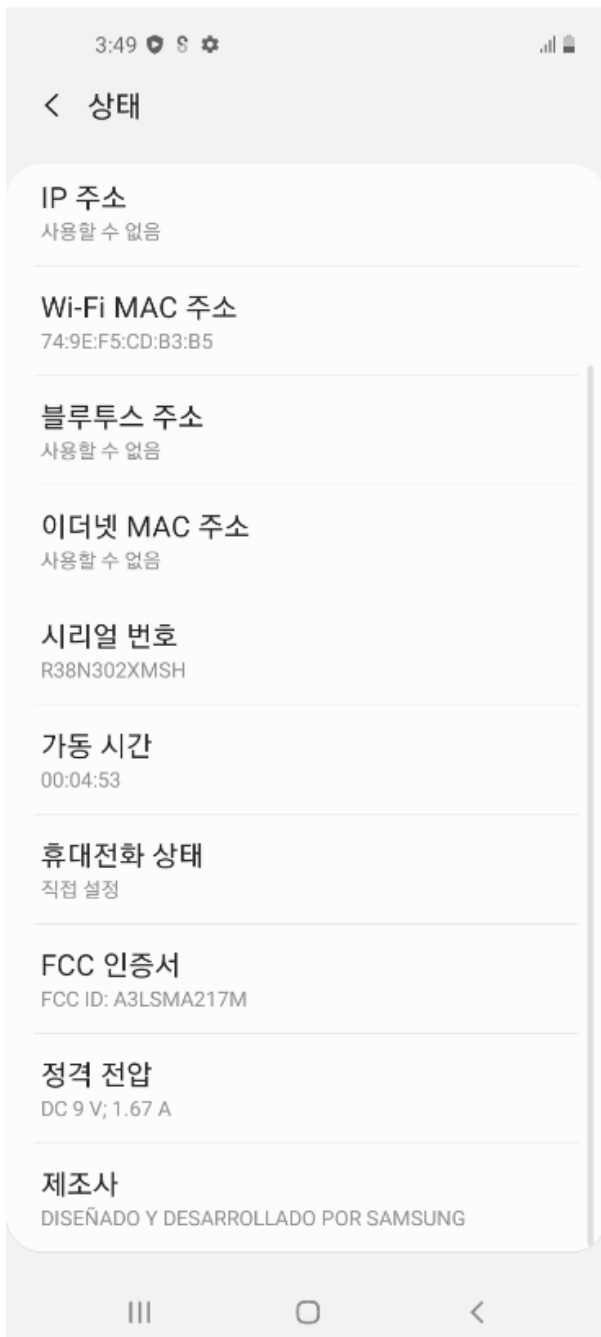 3:49
상태
IP 주소
사용할 수 없음
Wi-Fi MAC 주소
74:9E:F5:CD:B3:B5
블루투스 주소
사용할 수 없음
이더넷 MAC 주소
사용할 수 없음
시리얼 번호
R38N302XMSH
가동 시간
00:04:53
휴대전화 상태
직접 설정
FCC 인증서
FCC ID: A3LSMA217M
정격 전압
DC 9 V; 1.67 A
제조사
DISEÑADO Y DESARROLLADO POR SAMSUNG